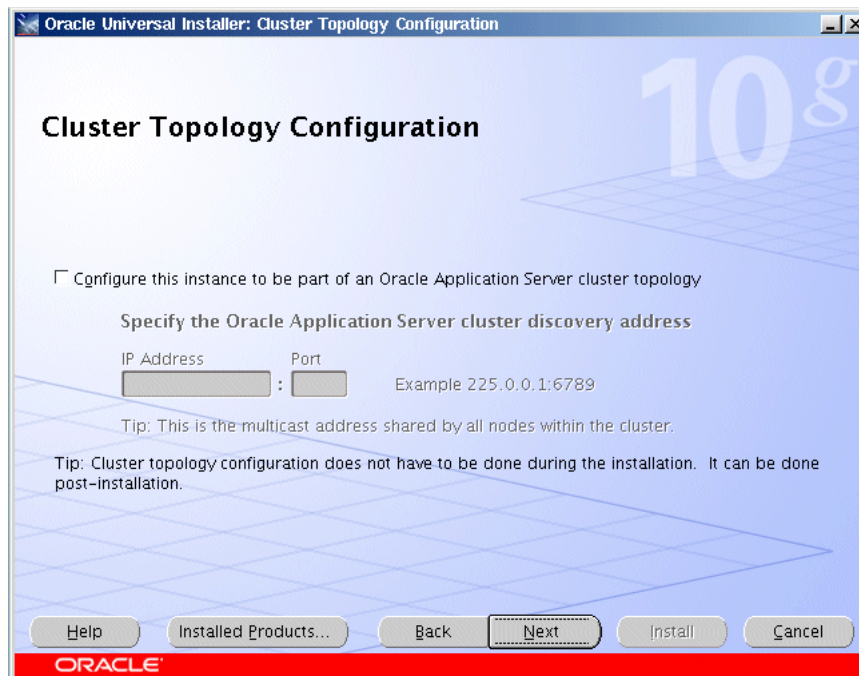 Oracle Universal Installer: Cluster Topology Configuration
10g
Cluster Topology Configuration
Configure this instance to be part of an Oracle Application Server cluster topology
Specify the Oracle Application Server cluster discovery address
IP Address Port
: Example 225.0.0.1:6789
Tip: This is the multicast address shared by all nodes within the cluster.
Tip: Cluster topology configuration does not have to be done during the installation. It can be done
post-installation.
Help Installed Products... Back Next Install Cancel
ORACLE